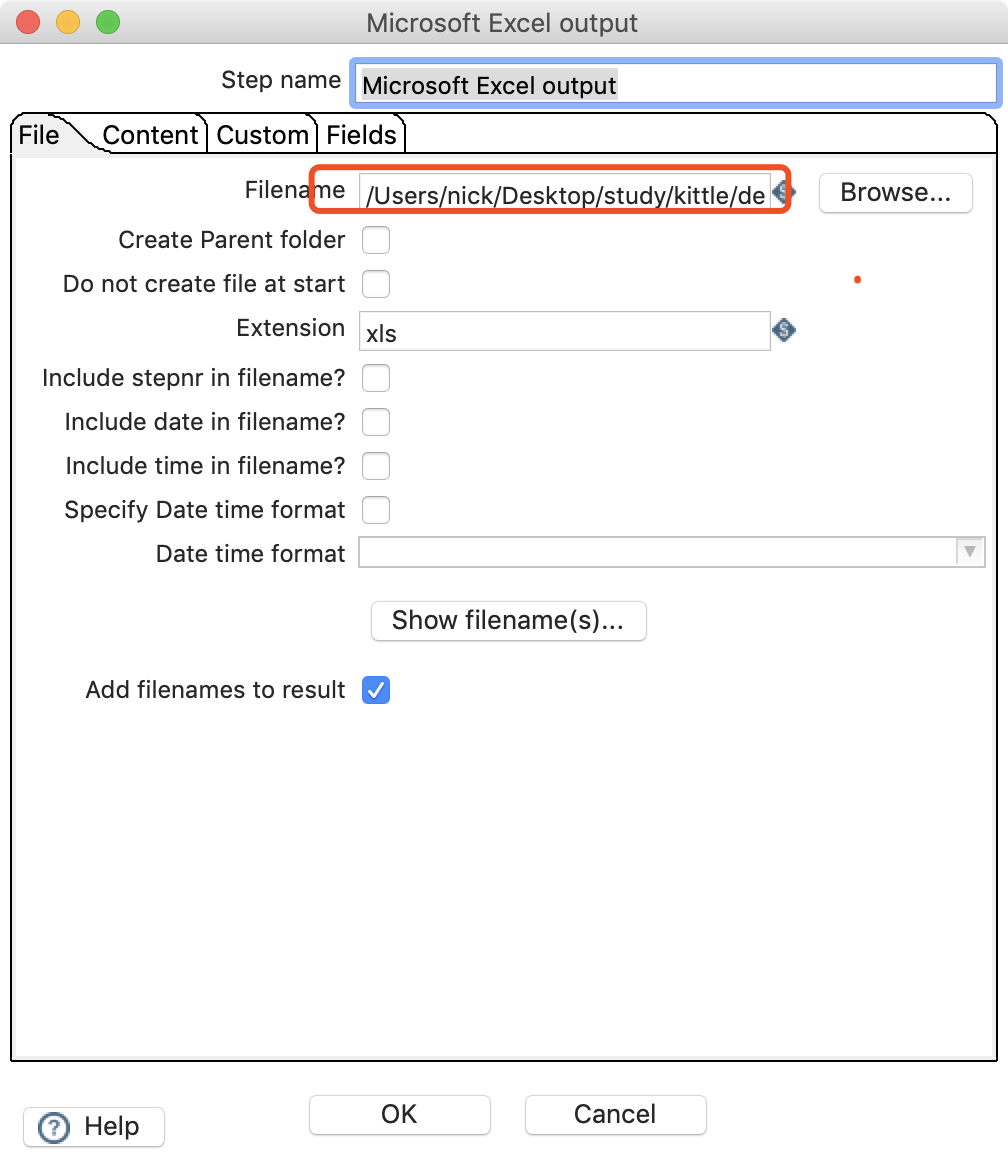 Microsoft Excel output
Step name Microsoft Excel output
File Content Custom Fields
Filename /Users/nick/Desktop/study/kittle/de Browse...
Create Parent folder
Do not create file at start
Extension xls
Include stepnr in filename?
Include date in filename?
Include time in filename?
Specify Date time format
Date time format
Show filename(s)...
Add filenames to result
? Help OK Cancel